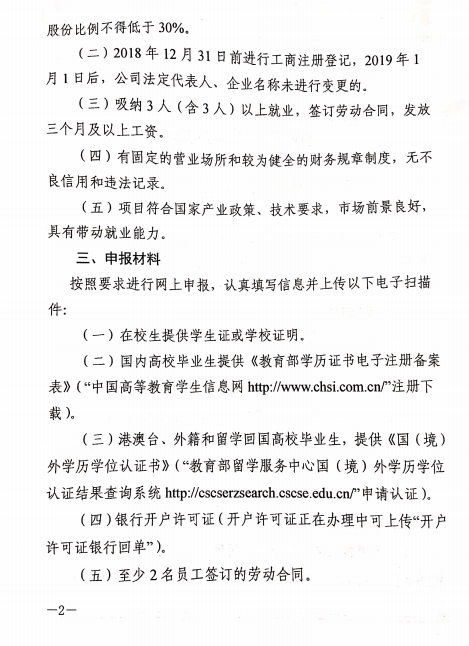 股份比例不得低于 30%。
（二）2018 年 12 月 31 日前进行工商注册登记，2019 年 1
月 1 日后，公司法定代表人、企业名称未进行变更的。
（三）吸纳 3 人（含 3 人）以上就业，签订劳动合同，发放
三个月及以上工资。
（四）有固定的营业场所和较为健全的财务规章制度，无不
良信用和违法记录。
（五）项目符合国家产业政策、技术要求，市场前景良好，
具有带动就业能力。
三、申报材料
按照要求进行网上申报，认真填写信息并上传以下电子扫描
件：
（一）在校生提供学生证或学校证明。
（二）国内高校毕业生提供《教育部学历证书电子注册备案
表》（“中国高等教育学生信息网 http://www.chsi.com.cn/”注册下
载）。
（三）港澳台、外籍和留学回国高校毕业生，提供《国（境）
外学历学位认证书》（“教育部留学服务中心国（境）外学历学位
认证结果查询系统 http://cscserzsearch.cscse.edu.cn/”申请认证）。
（四）银行开户许可证（开户许可证正在办理中可上传“开户
许可证银行回单”）。
（五）至少 2 名员工签订的劳动合同。
—2—